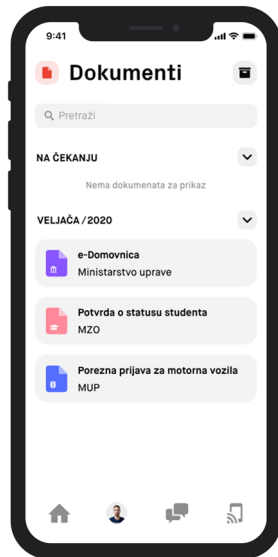 9:41
Dokumenti
Pretraži
NA ČEKANJU
Nema dokumenata za prikaz
VELJAČA/2020
e-Domovnica
Ministarstvo uprave
Potvrda o statusu studenta
MZO
Porezna prijava za motorna vozila
MUP